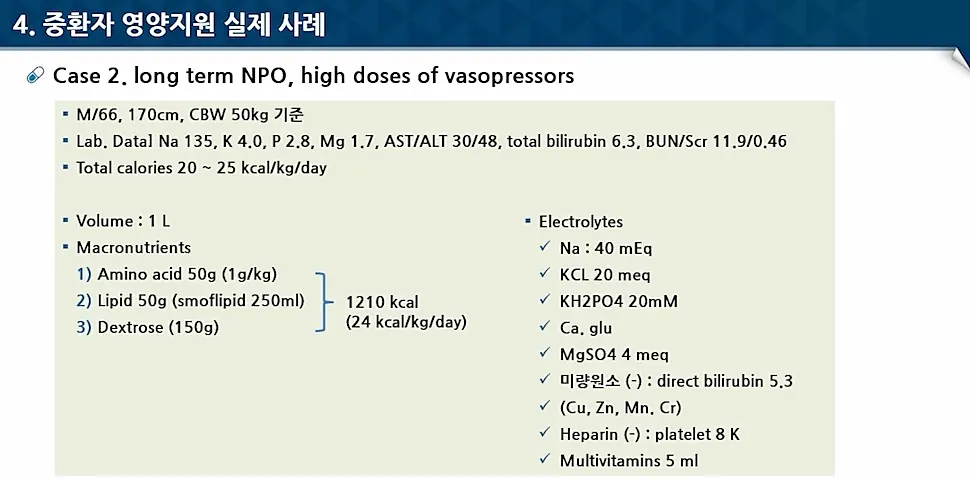 4. 중환자 영양지원 실제 사례
Case 2. long term NPO, high doses of vasopressors
▪ M/66, 170cm, CBW 50kg 기준
▪ Lab. Data] Na 135, K 4.0, P 2.8, Mg 1.7, AST/ALT 30/48, total bilirubin 6.3, BUN/Scr 11.9/0.46
▪ Total calories 20 ~ 25 kcal/kg/day
▪ Volume : 1 L
▪ Macronutrients
1) Amino acid 50g (1g/kg)
2) Lipid 50g (smoflipid 250ml)
3) Dextrose (150g)
1210 kcal
(24 kcal/kg/day)
▪ Electrolytes
✓ Na : 40 mEq
✓ KCL 20 meq
✓ KH2PO4 20mM
✓ Ca. glu
✓ MgSO4 4 meq
✓ 미량원소 (-) : direct bilirubin 5.3
✓ (Cu, Zn, Mn. Cr)
✓ Heparin (-) : platelet 8 K
✓ Multivitamins 5 ml